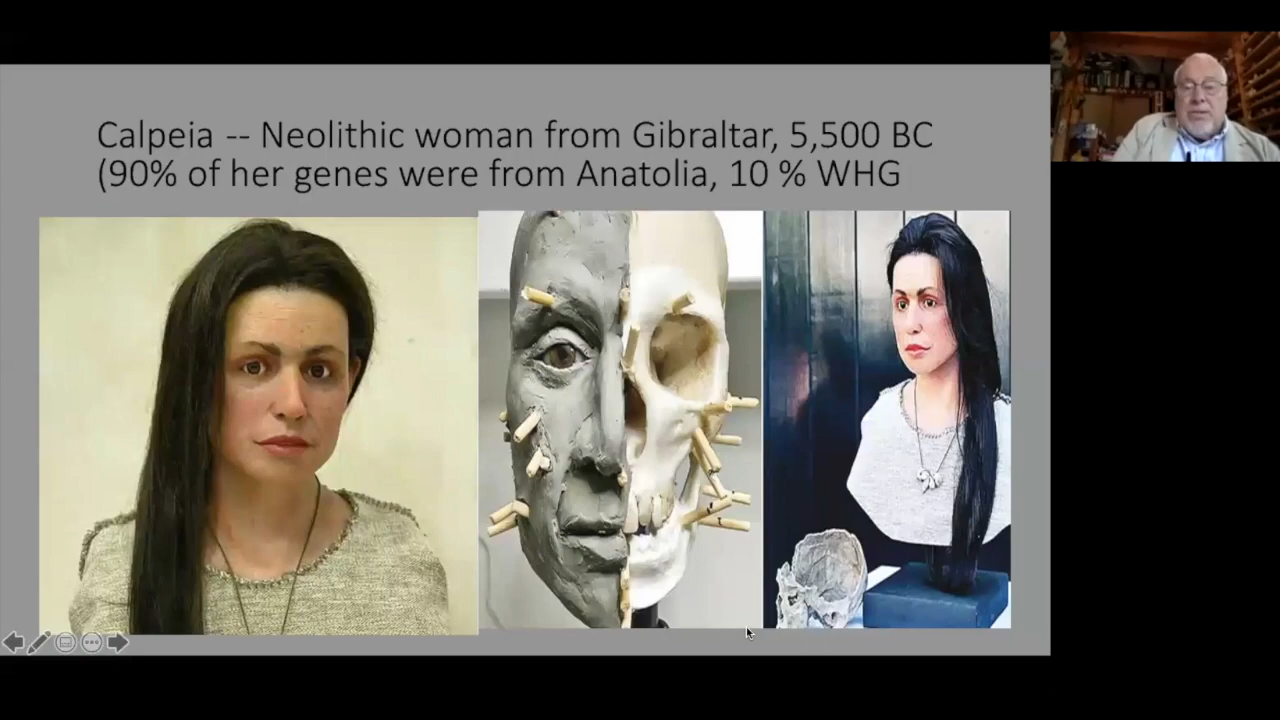 Calpeia -- Neolithic woman from Gibraltar, 5,500 BC
(90% of her genes were from Anatolia, 10 % WHG